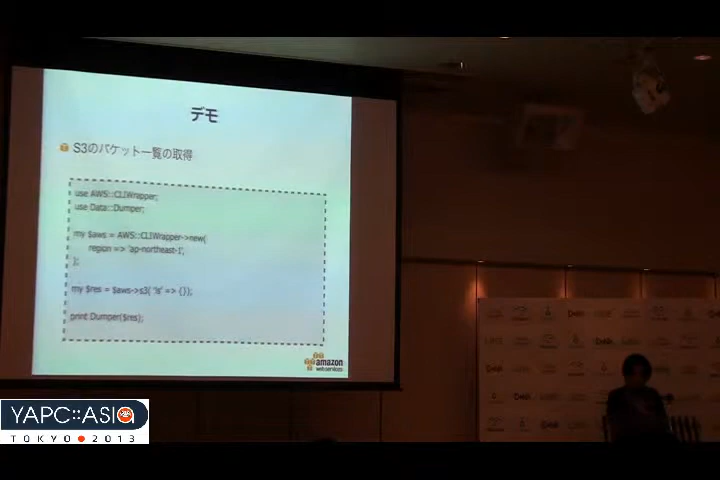 デモ
S3のバケット一覧の取得
use AWS::CLIWrapper;
use Data::Dumper;
my $aws = AWS::CLIWrapper->new(
region => 'ap-northeast-1',
);
my $res = $aws->s3( 'ls' => {});
print Dumper($res);
amazon
webservices
YAPC::ASIA
TOKYO 2013